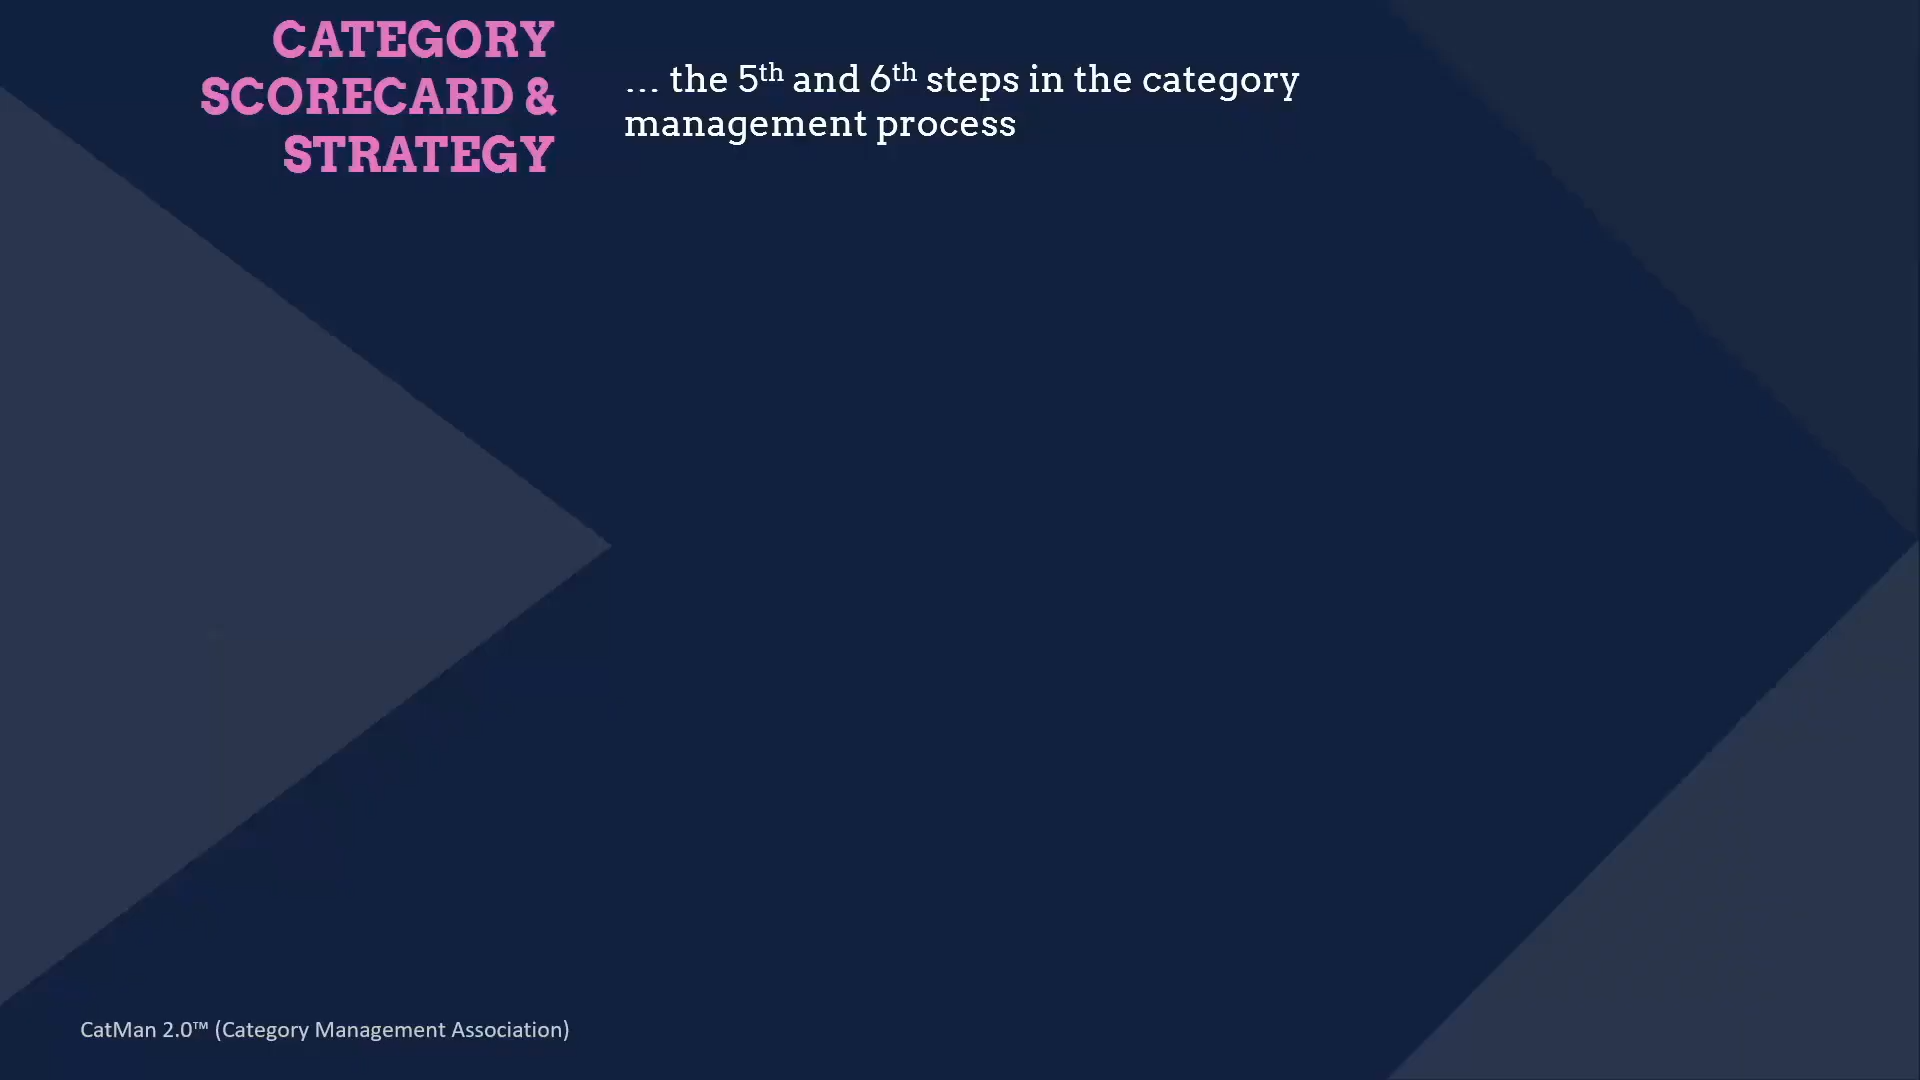 CATEGORY
SCORECARD &
STRATEGY
… the 5th and 6th steps in the category
management process
CatMan 2.0™ (Category Management Association)